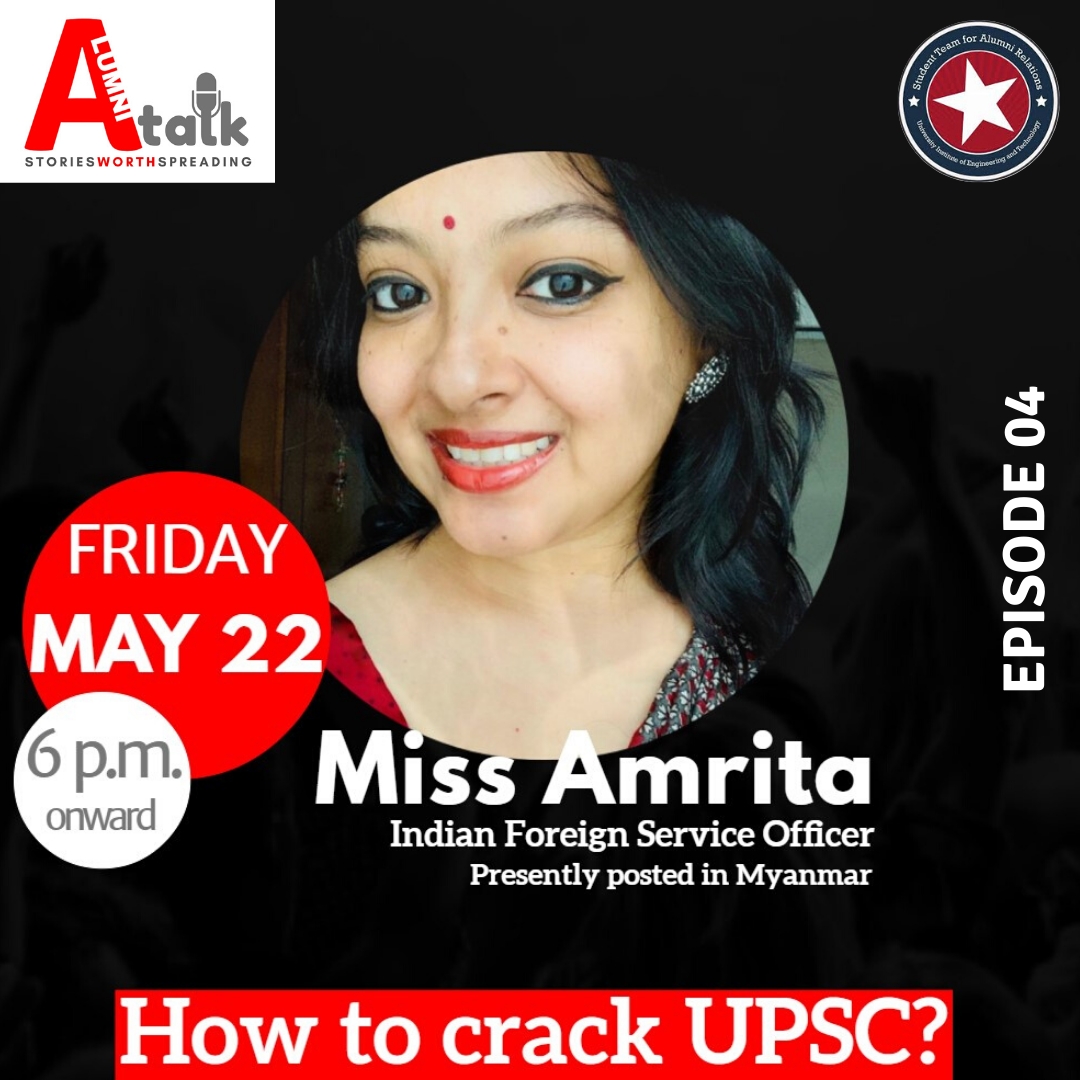 ALUMNI
talk
STORIESWORTHSPREADING
Student Team for Alumni Relations
University Institute of Engineering and Technology
EPISODE 04
FRIDAY
MAY 22
6 p.m.
onward
Miss Amrita
Indian Foreign Service Officer
Presently posted in Myanmar
How to crack UPSC?